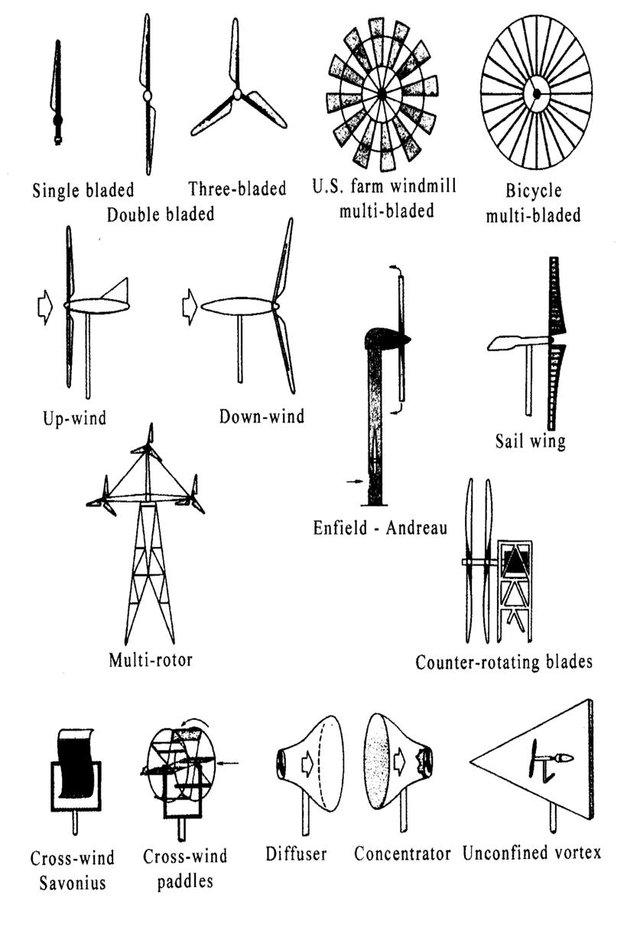 Single bladed
Double bladed
Three-bladed
U.S. farm windmill
multi-bladed
Bicycle
multi-bladed
Up-wind
Down-wind
Enfield - Andreau
Sail wing
Multi-rotor
Counter-rotating blades
Cross-wind
Savonius
Cross-wind
paddles
Diffuser
Concentrator
Unconfined vortex